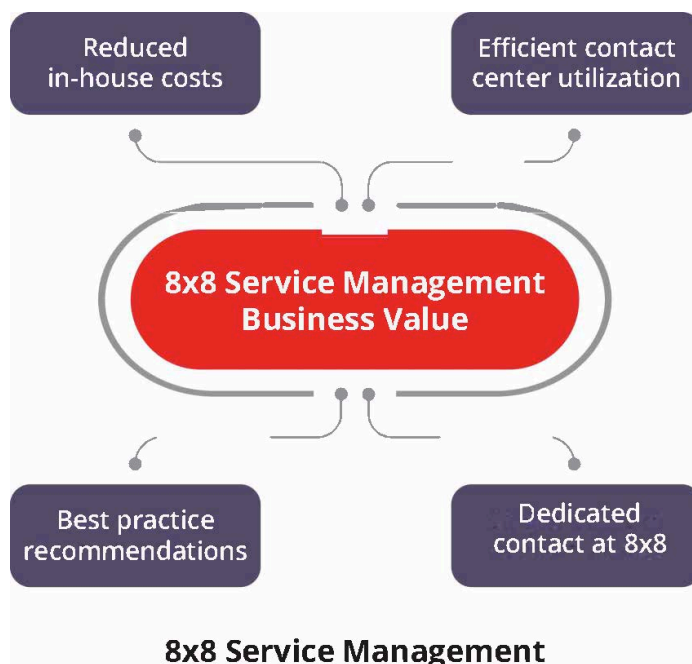 Reduced
in-house costs
Efficient contact
center utilization
8x8 Service Management
Business Value
Best practice
recommendations
Dedicated
contact at 8x8
8x8 Service Management